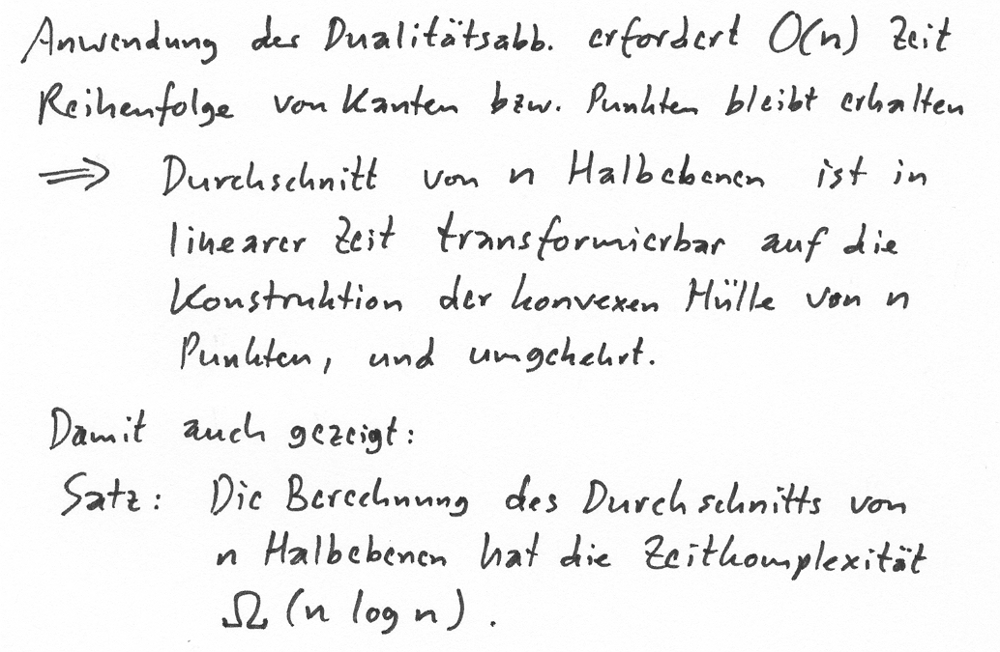 Anwendung der Dualitätsabb. erfordert O(n) Zeit
Reihenfolge von Kanten bzw. Punkten bleibt erhalten
⟹ Durchschnitt von n Halbebenen ist in
linearer Zeit transformierbar auf die
Konstruktion der konvexen Hülle von n
Punkten, und umgekehrt.
Damit auch gezeigt:
Satz: Die Berechnung des Durchschnitts von
n Halbebenen hat die Zeitkomplexität
Ω (n log n).